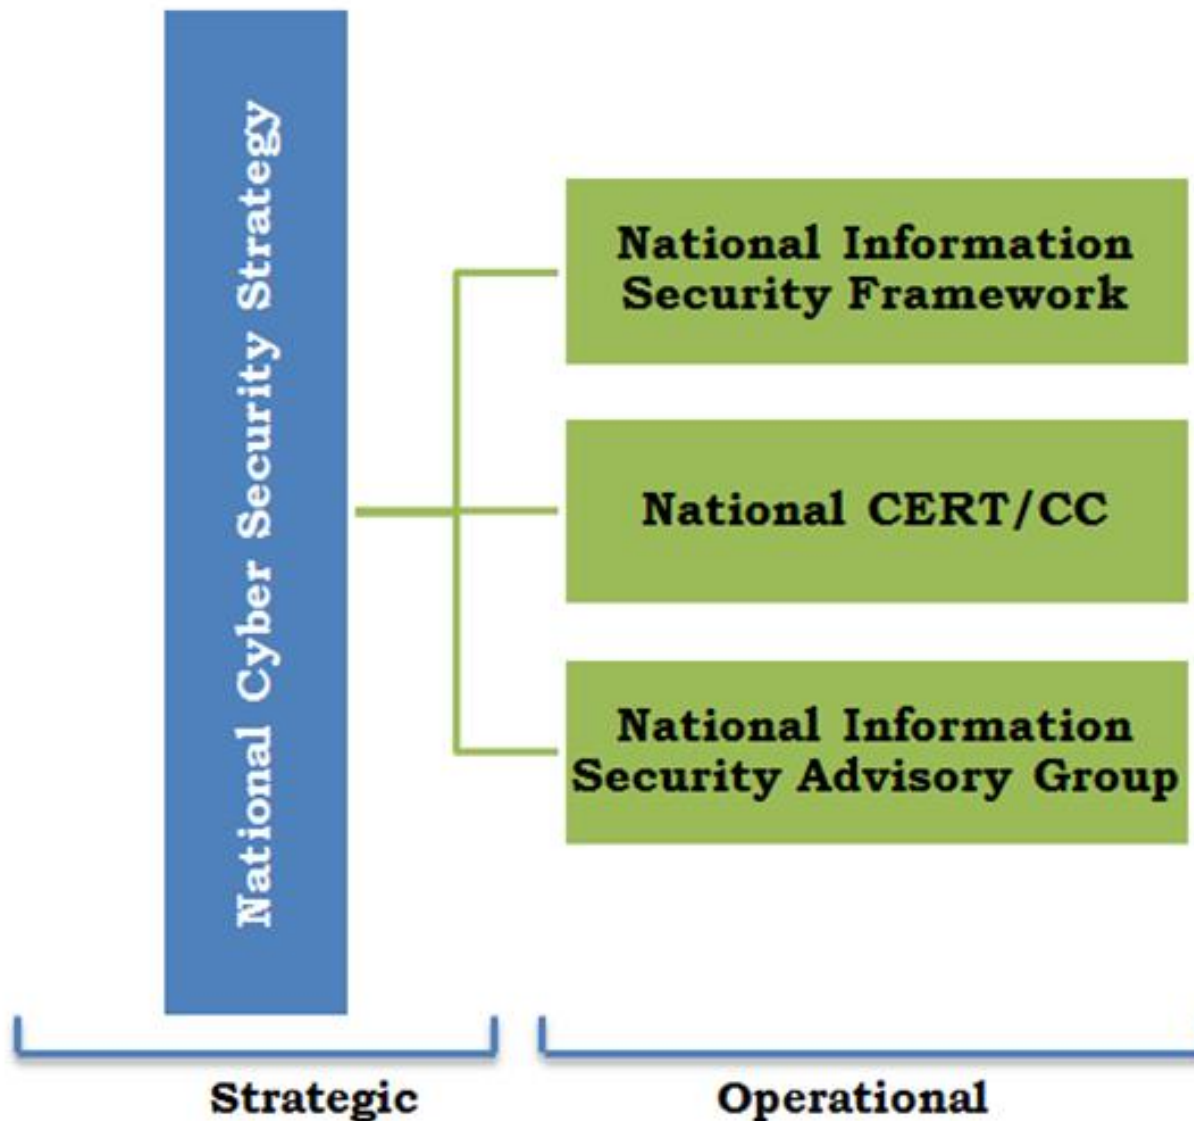 National Cyber Security Strategy
National Information
Security Framework
National CERT/CC
National Information
Security Advisory Group
Strategic
Operational